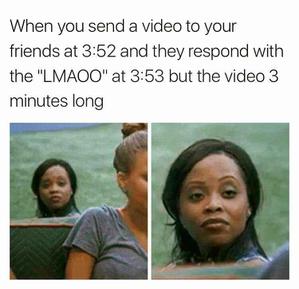 When you send a video to your
friends at 3:52 and they respond with
the "LMAOO" at 3:53 but the video 3
minutes long